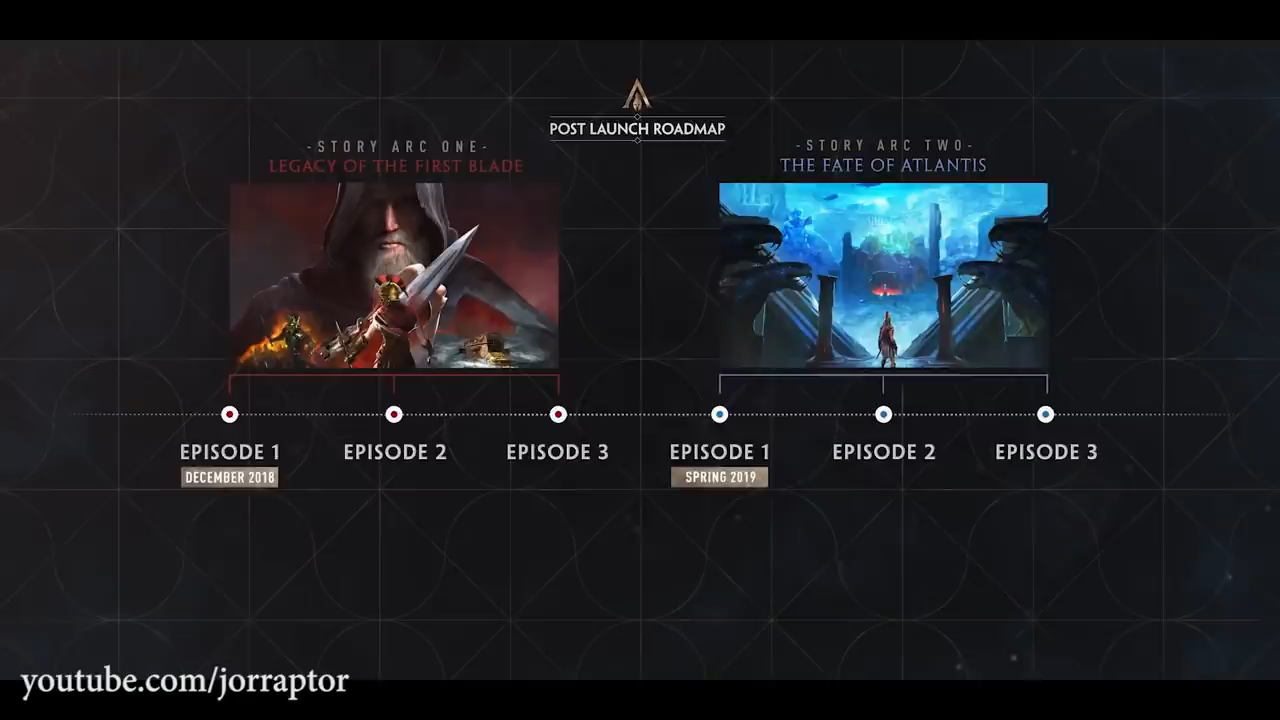 POST LAUNCH ROADMAP
-STORY ARC ONE-
LEGACY OF THE FIRST BLADE
-STORY ARC TWO-
THE FATE OF ATLANTIS
EPISODE 1
DECEMBER 2018
EPISODE 2
EPISODE 3
EPISODE 1
SPRING 2019
EPISODE 2
EPISODE 3
youtube.com/jorraptor